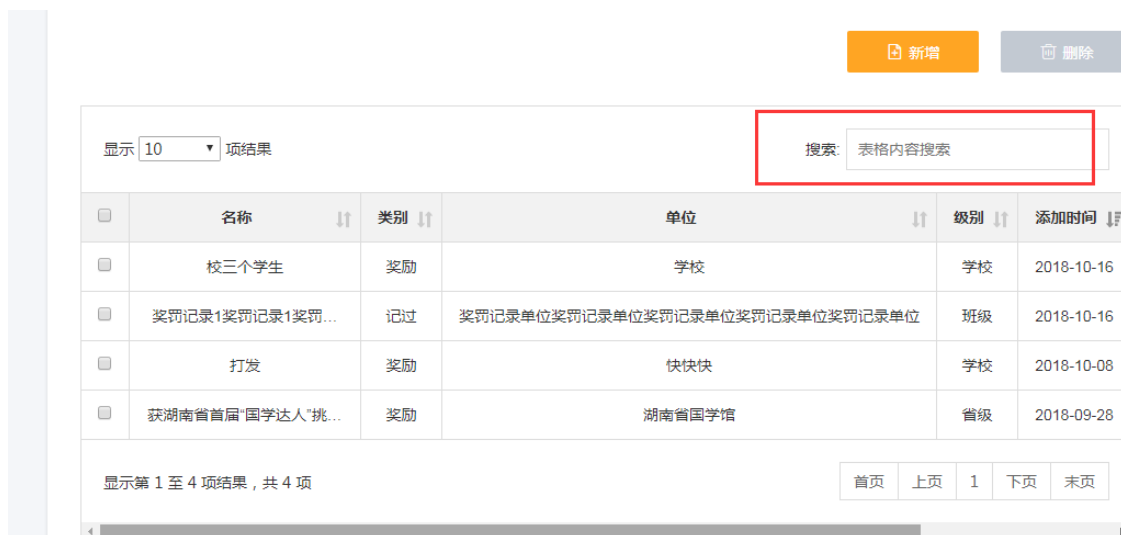 新增 删除
显示 10 项结果 搜索: 表格内容搜索
名称 类别 单位 级别 添加时间
校三个学生 奖励 学校 学校 2018-10-16
奖罚记录1奖罚记录1奖罚... 记过 奖罚记录单位奖罚记录单位奖罚记录单位奖罚记录单位奖罚记录单位 班级 2018-10-16
打发 奖励 快快快 学校 2018-10-08
获湖南省首届“国学达人”挑... 奖励 湖南省国学馆 省级 2018-09-28
显示第 1 至 4 项结果，共 4 项 首页 上页 1 下页 末页